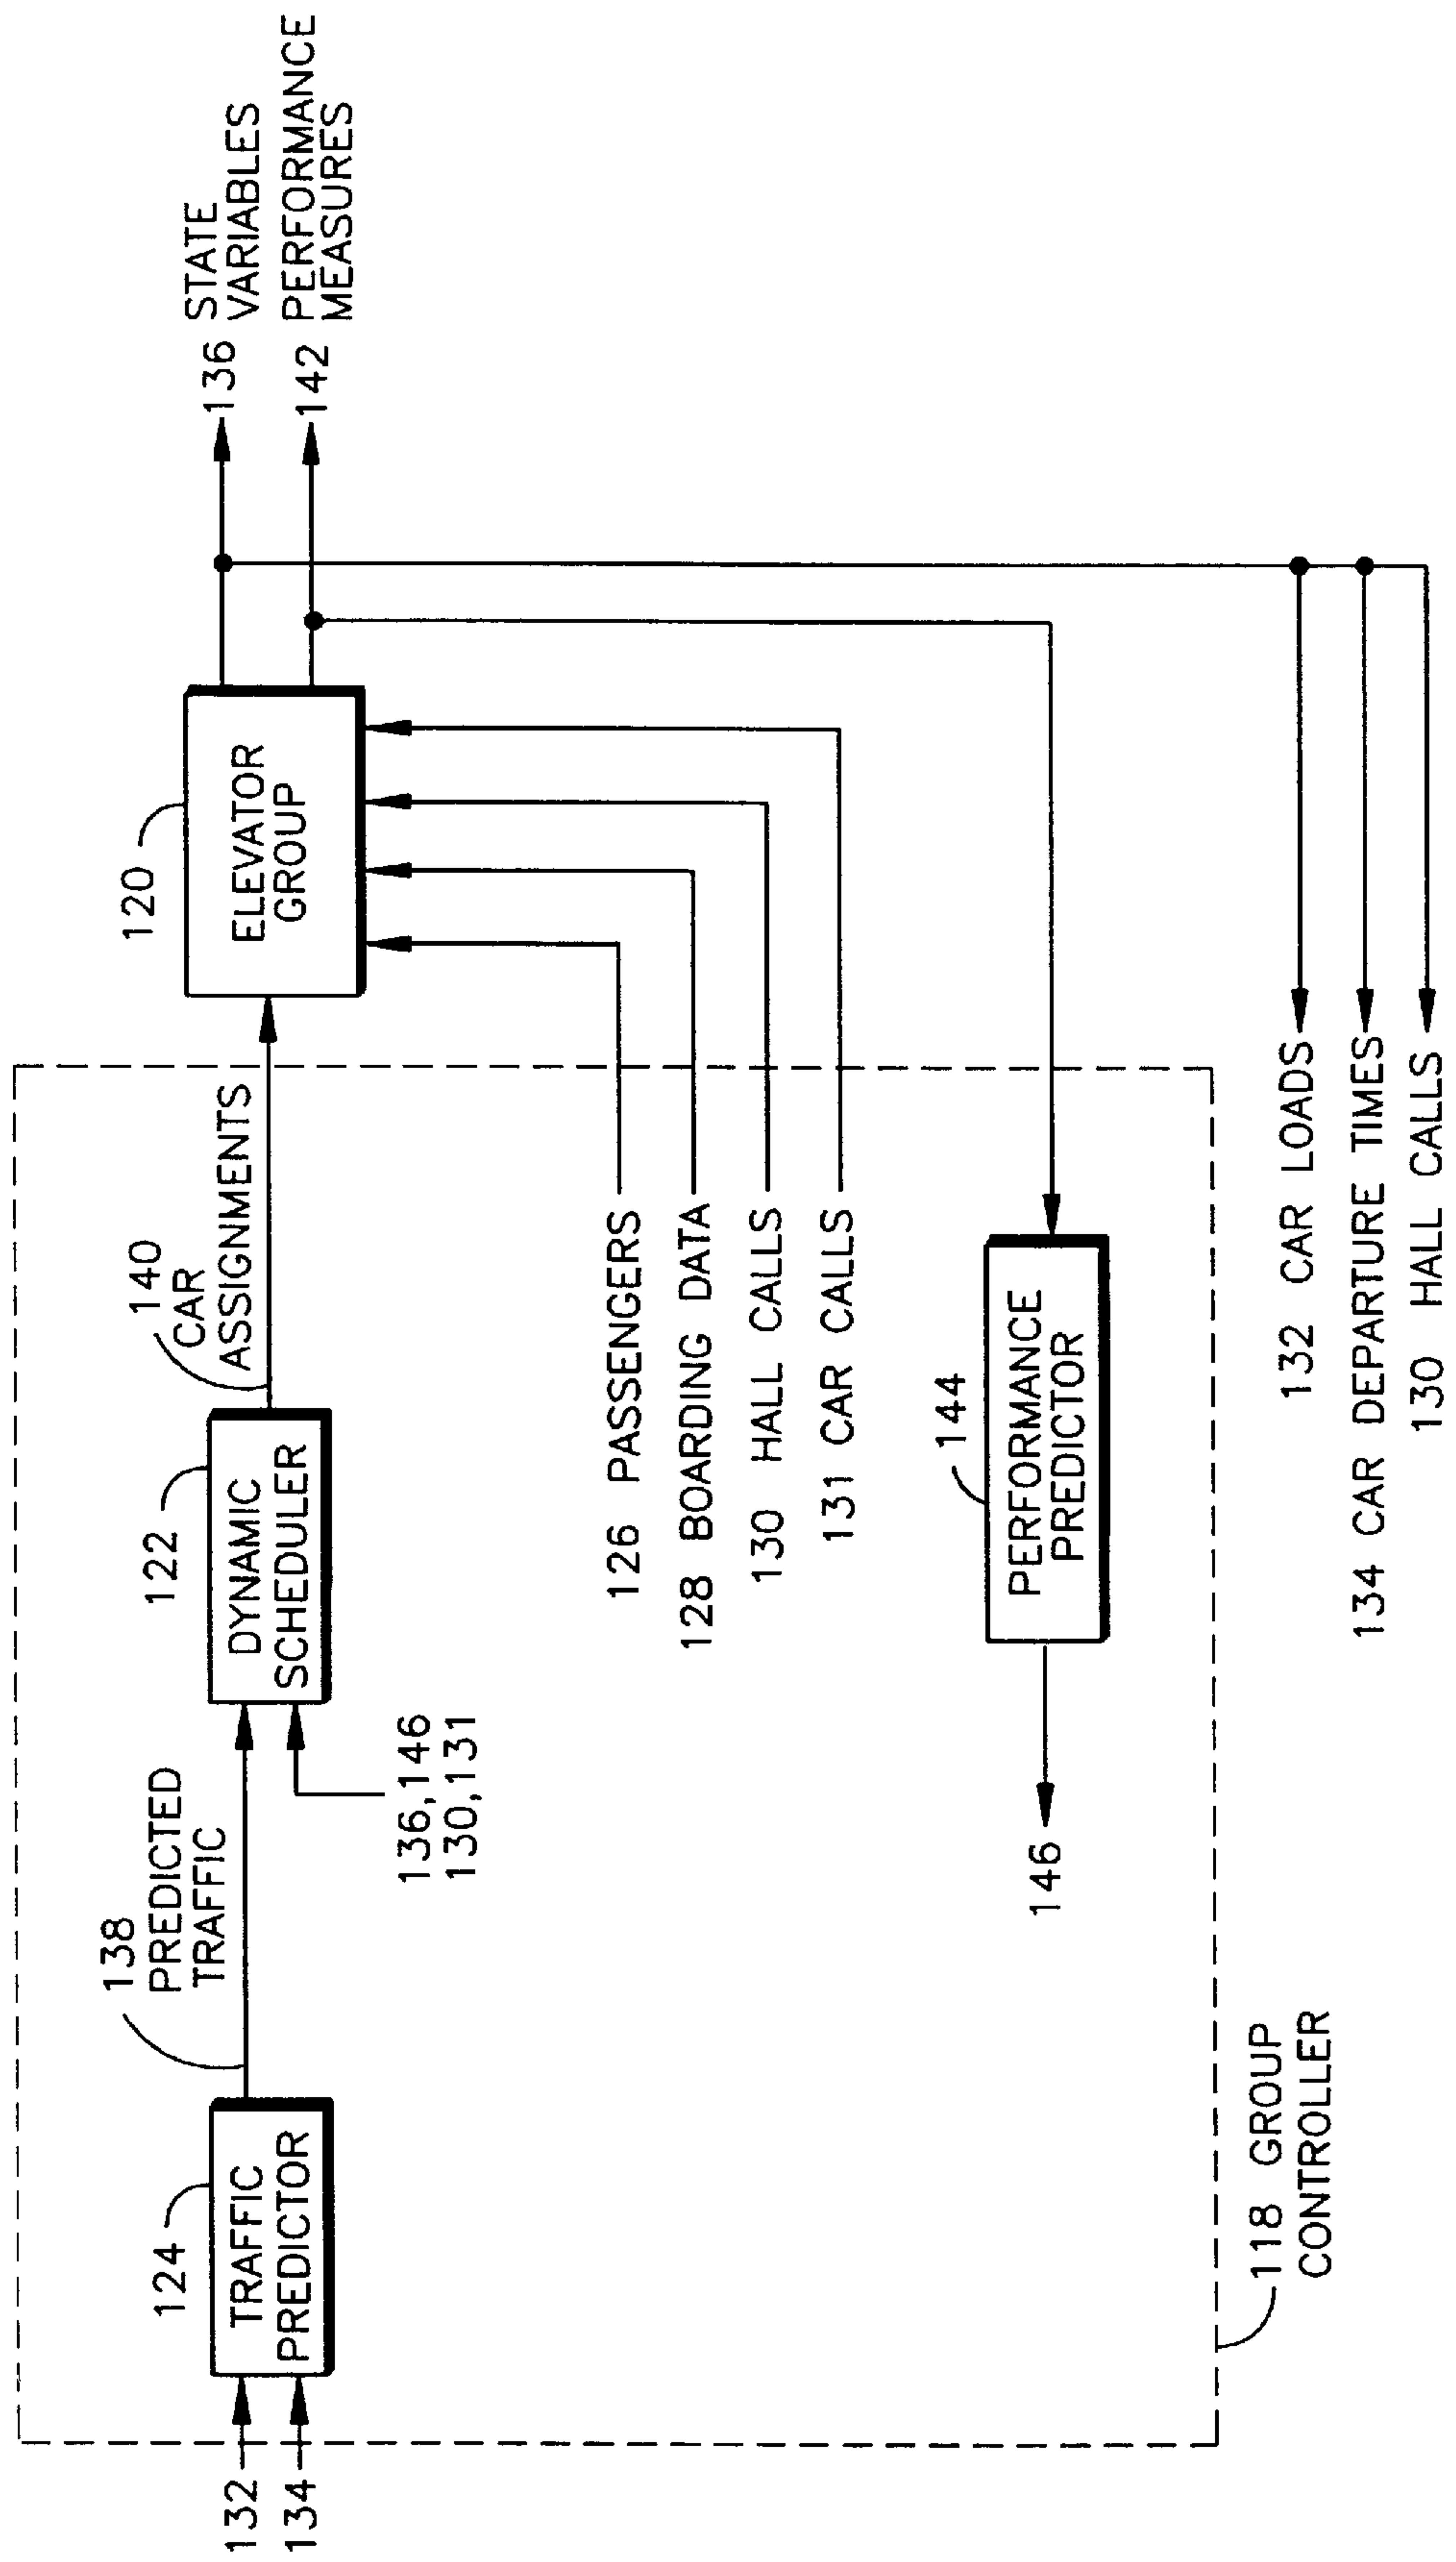 132
134
124
TRAFFIC
PREDICTOR
138
PREDICTED
TRAFFIC
136,146
130,131
122
DYNAMIC
SCHEDULER
140
CAR
ASSIGNMENTS
120
ELEVATOR
GROUP
136 STATE
VARIABLES
142 PERFORMANCE
MEASURES
126 PASSENGERS
128 BOARDING DATA
130 HALL CALLS
131 CAR CALLS
146
144
PERFORMANCE
PREDICTOR
118 GROUP
CONTROLLER
132 CAR LOADS
134 CAR DEPARTURE TIMES
130 HALL CALLS